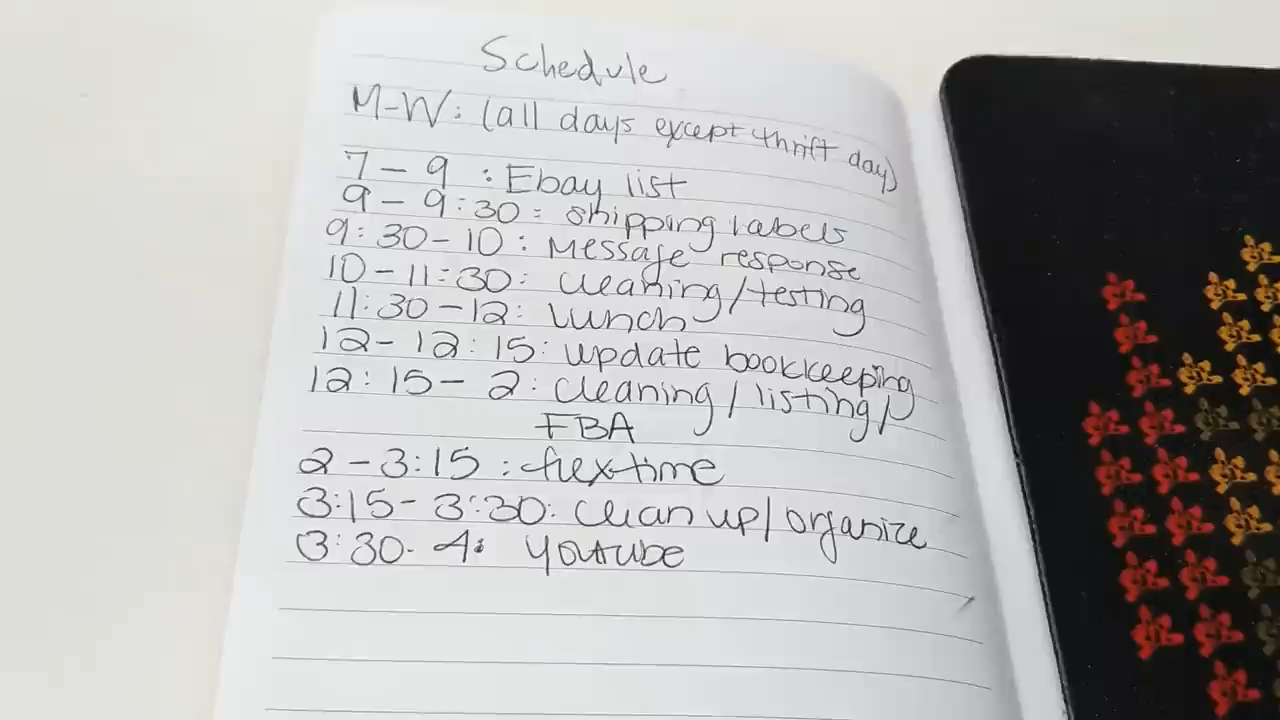 Schedule
M-W: (all days except thrift day)
7 - 9 : Ebay list
9 - 9:30 : shipping labels
9:30-10 : Message response
10-11:30: cleaning/testing
11:30-12: lunch
12-12:15: update bookkeeping
12:15-2: cleaning/listing/
FBA
2-3:15 : flex time
3:15-3:30: clean up/organize
3:30-4: Youtube